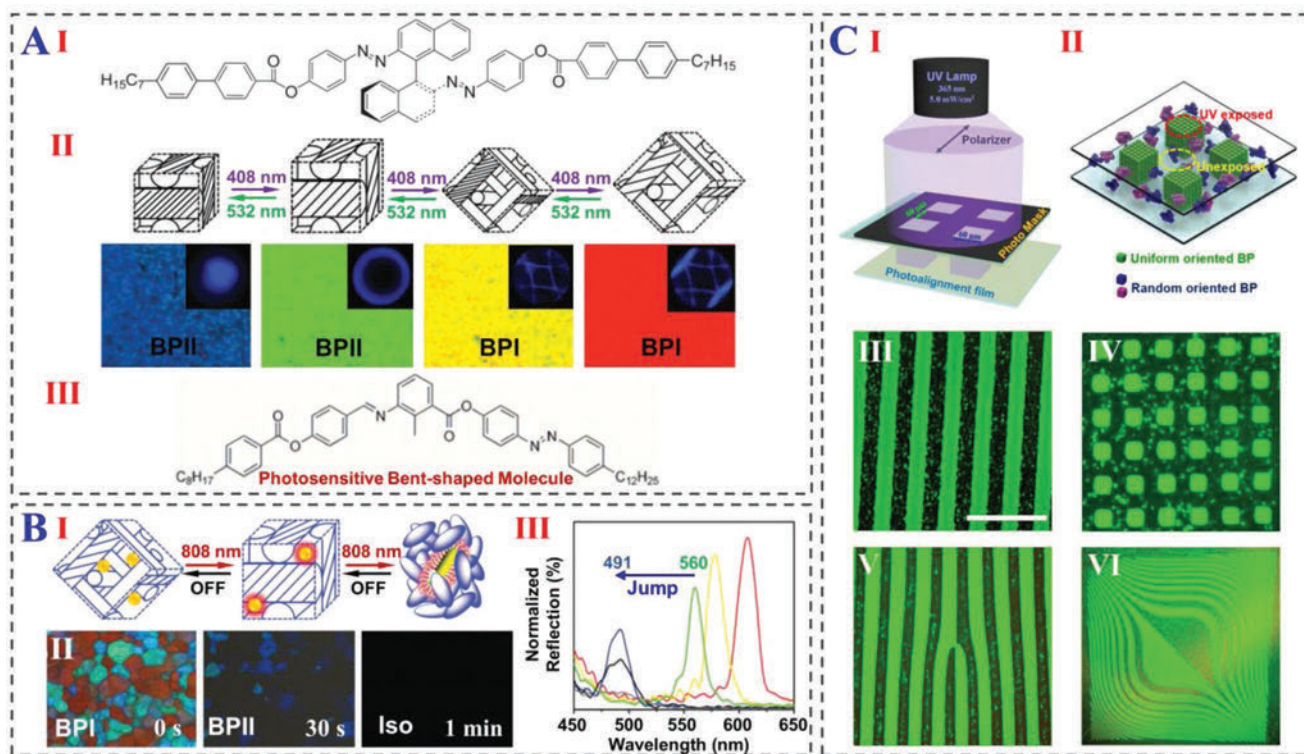 A I
H₁₅C₇
O
O
N=N
N=N
O
O
C₇H₁₅
II
408 nm
532 nm
408 nm
532 nm
408 nm
532 nm
BPII
BPII
BPI
BPI
III
O
O
N
O
O
N=N
C₈H₁₇
C₁₂H₂₅
Photosensitive Bent-shaped Molecule
B I
808 nm
OFF
808 nm
OFF
II
BPI 0 s
BPII 30 s
Iso 1 min
III
Normalized
Reflection (%)
491 560
Jump
450 500 550 600 650
Wavelength (nm)
C I
UV Lamp
365 nm
5.0 mW/cm²
Polarizer
Photo Mask
Photoalignment film
II
UV exposed
Unexposed
Uniform oriented BP
Random oriented BP
III
IV
V
VI